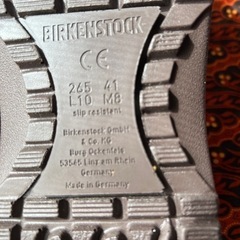 BIRKENSTOCK
CE
265 41
L10 M8
slip resistant
Birkenstock GmbH
& Co. KG
Burg Ockenfels
53545 Linz am Rhein
Germany
Made in Germany